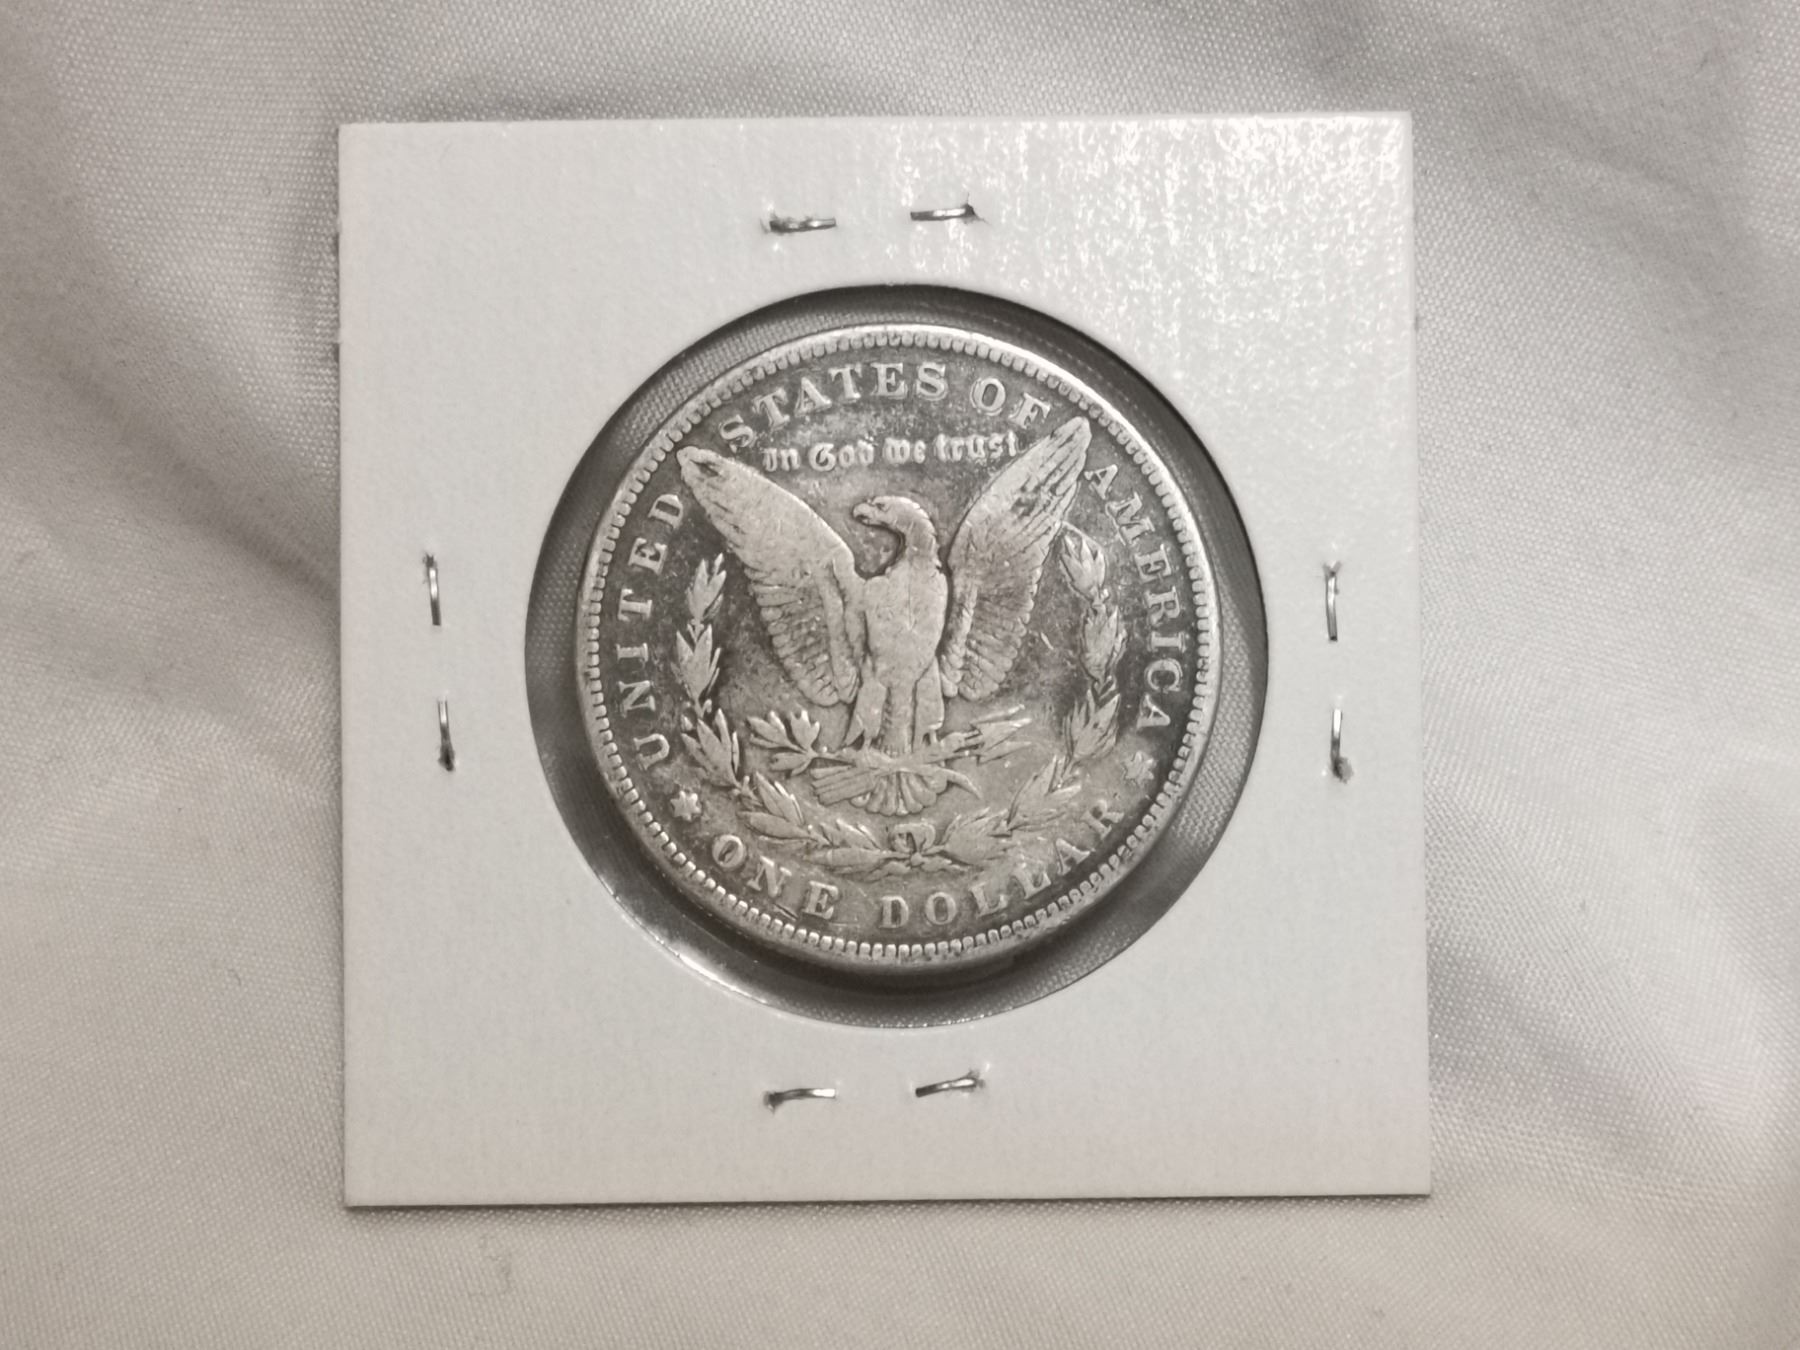 UNITED STATES OF AMERICA
In God we trust
ONE DOLLAR